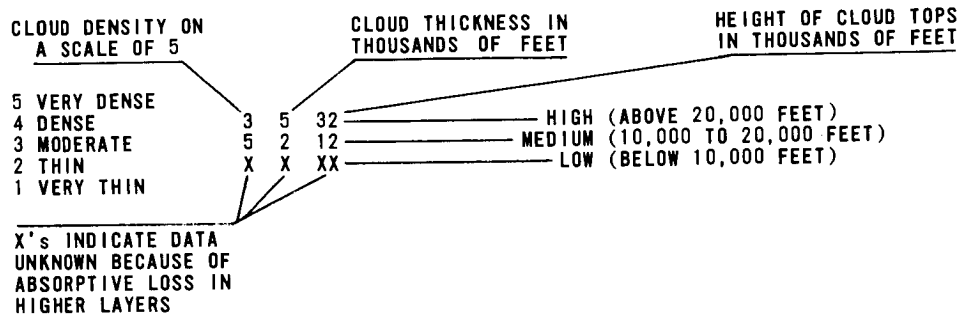 CLOUD DENSITY ON
A SCALE OF 5
CLOUD THICKNESS IN
THOUSANDS OF FEET
HEIGHT OF CLOUD TOPS
IN THOUSANDS OF FEET
5 VERY DENSE
4 DENSE
3 MODERATE
2 THIN
1 VERY THIN
3 5 32 HIGH (ABOVE 20,000 FEET)
5 2 12 MEDIUM (10,000 TO 20,000 FEET)
X X XX LOW (BELOW 10,000 FEET)
X's INDICATE DATA
UNKNOWN BECAUSE OF
ABSORPTIVE LOSS IN
HIGHER LAYERS